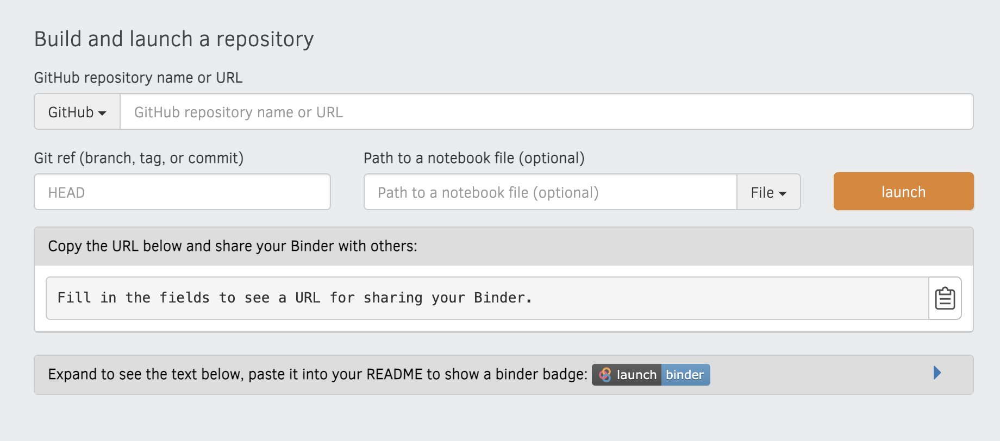 Build and launch a repository
GitHub repository name or URL
GitHub GitHub repository name or URL
Git ref (branch, tag, or commit) Path to a notebook file (optional)
HEAD Path to a notebook file (optional) File launch
Copy the URL below and share your Binder with others:
Fill in the fields to see a URL for sharing your Binder.
Expand to see the text below, paste it into your README to show a binder badge: launch binder